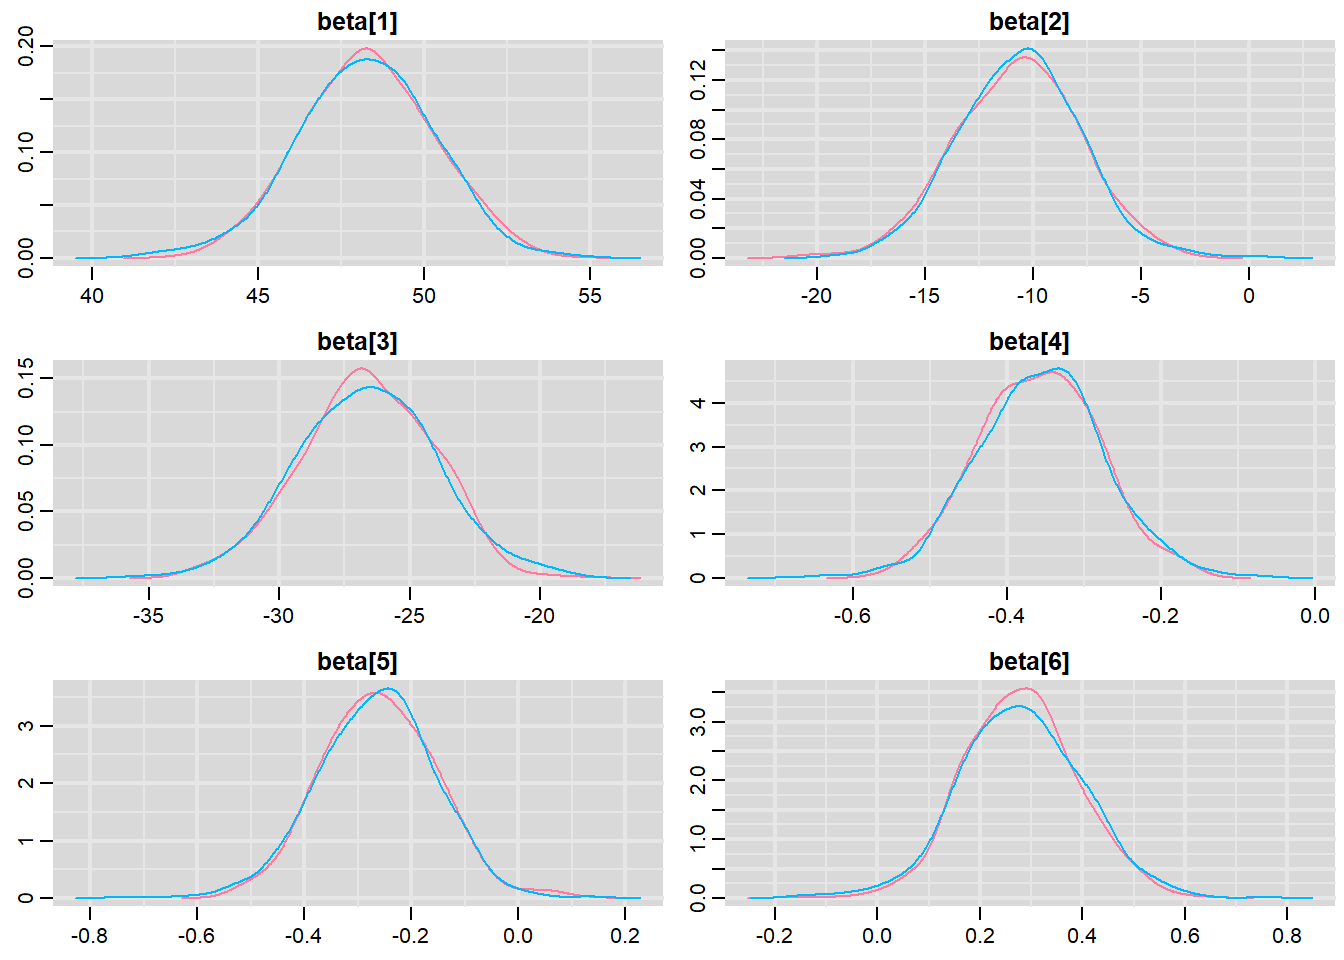 beta[1]
0.00 0.10 0.20
40 45 50 55
beta[2]
0.00 0.04 0.08 0.12
-20 -15 -10 -5 0
beta[3]
0.00 0.05 0.10 0.15
-35 -30 -25 -20
beta[4]
0 1 2 3 4
-0.6 -0.4 -0.2 0.0
beta[5]
0 1 2 3
-0.8 -0.6 -0.4 -0.2 0.0 0.2
beta[6]
0.0 1.0 2.0 3.0
-0.2 0.0 0.2 0.4 0.6 0.8